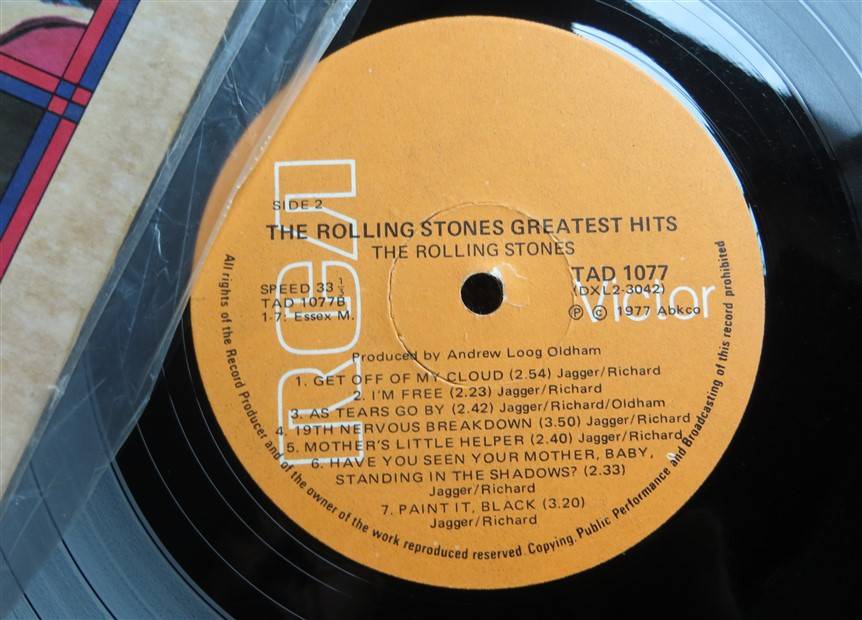 SIDE 2
THE ROLLING STONES GREATEST HITS
THE ROLLING STONES
RCA
Victor
SPEED 33 1/3
TAD 1077B
1-7: Essex M.
TAD 1077
(DXL2-3042)
Ⓟ © 1977 Abkco
Produced by Andrew Loog Oldham
1. GET OFF OF MY CLOUD (2.54) Jagger/Richard
2. I'M FREE (2.23) Jagger/Richard
3. AS TEARS GO BY (2.42) Jagger/Richard/Oldham
4. 19TH NERVOUS BREAKDOWN (3.50) Jagger/Richard
5. MOTHER'S LITTLE HELPER (2.40) Jagger/Richard
6. HAVE YOU SEEN YOUR MOTHER, BABY,
STANDING IN THE SHADOWS? (2.33)
Jagger/Richard
7. PAINT IT, BLACK (3.20)
Jagger/Richard
All rights of the Record Producer and of the owner of the work reproduced reserved. Copying, Public Performance and Broadcasting of this record prohibited